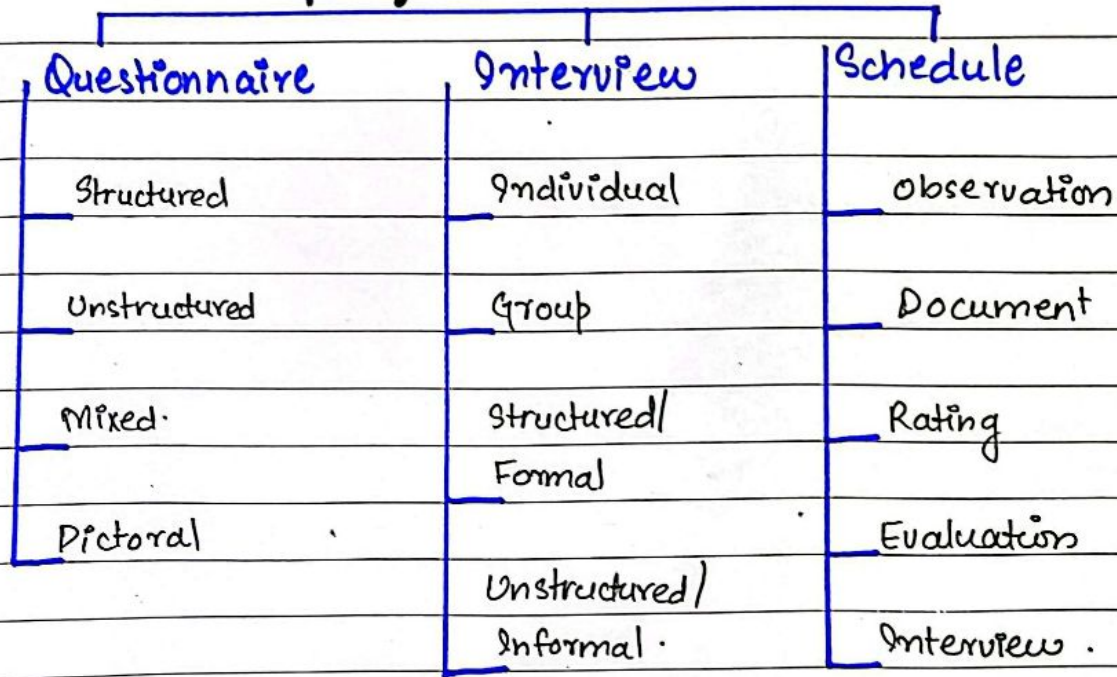 Questionnaire
Structured
Unstructured
Mixed.
Pictoral
Interview
Individual
Group
Structured/
Formal
Unstructured/
Informal.
Schedule
Observation
Document
Rating
Evaluation
Interview.